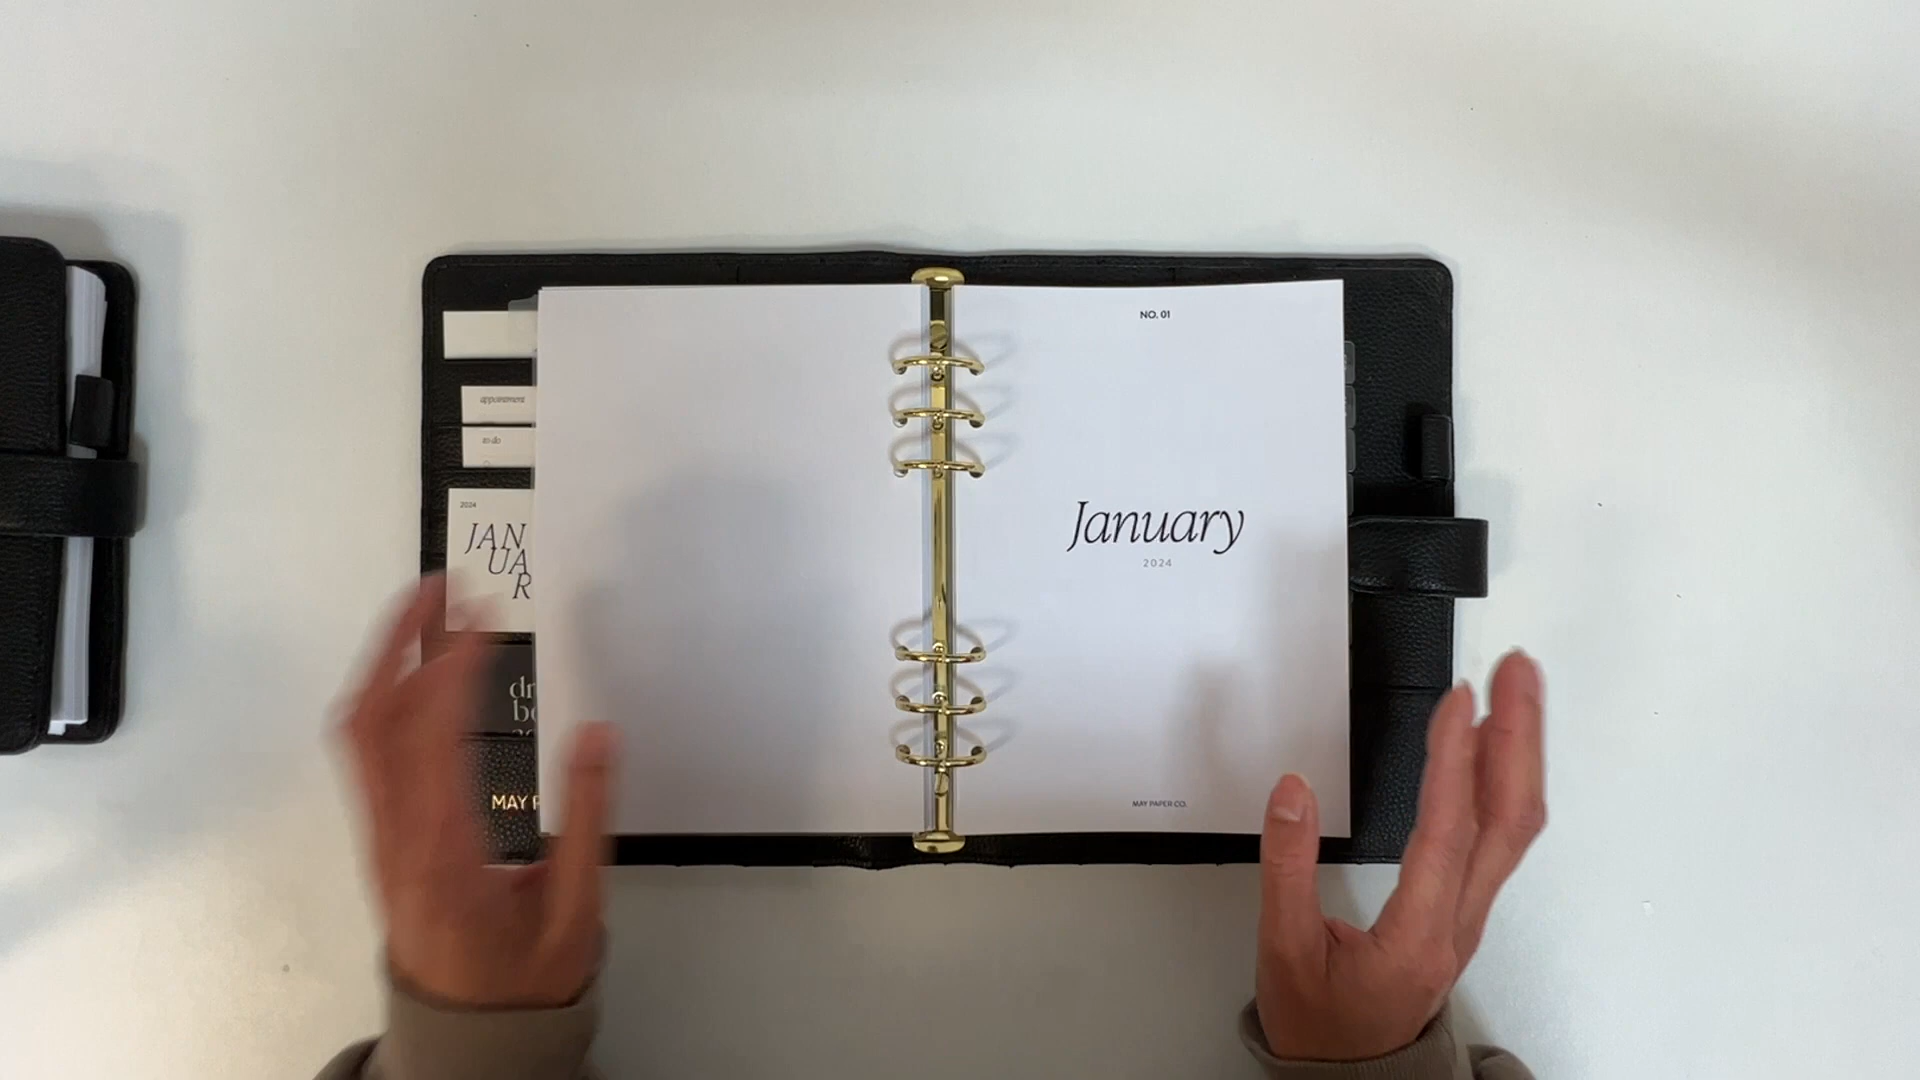 appointment
to-do
2024
JAN
UA
R
MAY
NO. 01
January
2024
MAY PAPER CO.